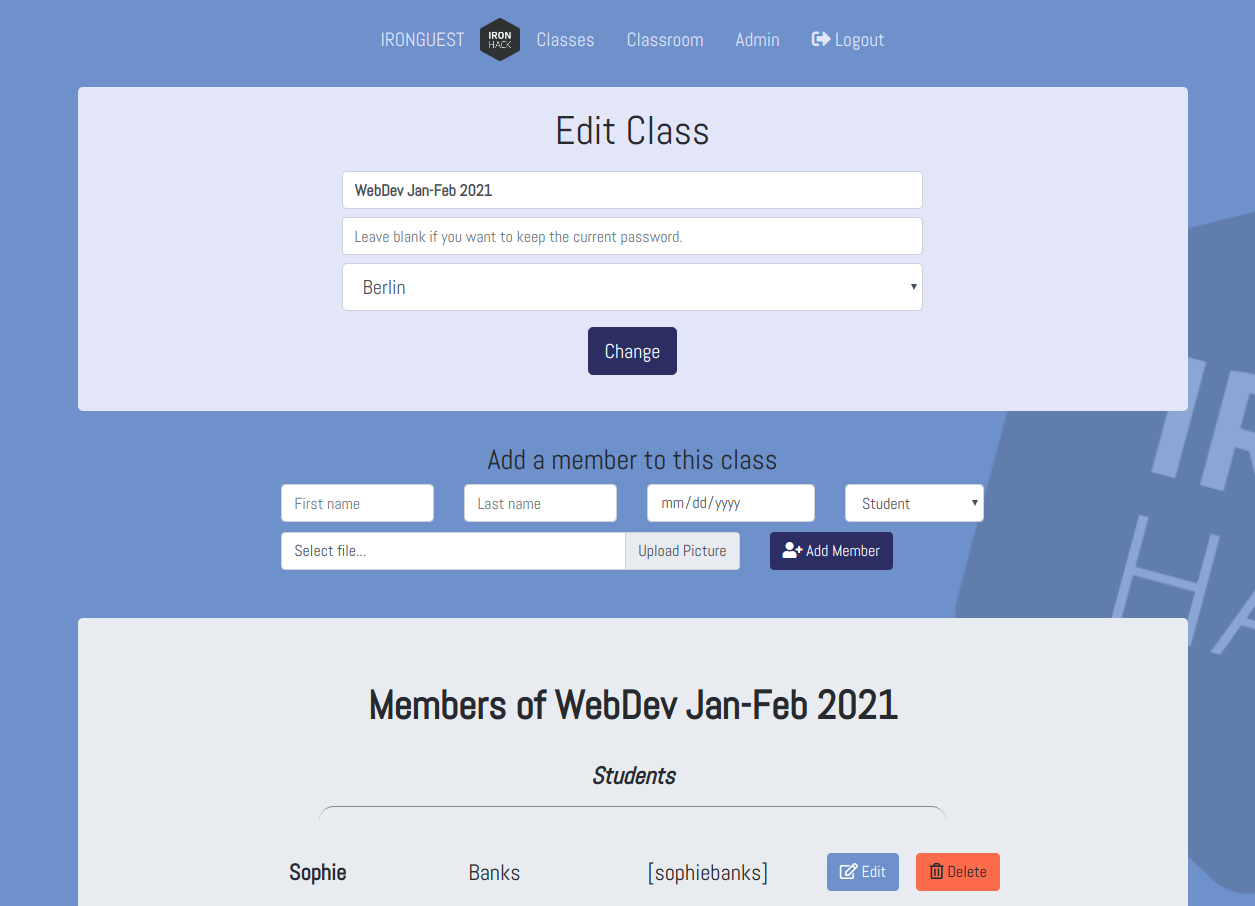 IRONGUEST IRON HACK Classes Classroom Admin Logout
Edit Class
WebDev Jan-Feb 2021
Leave blank if you want to keep the current password.
Berlin
Change
IR
HA
Add a member to this class
First name Last name mm/dd/yyyy Student
Select file... Upload Picture Add Member
Members of WebDev Jan-Feb 2021
Students
Sophie Banks [sophiebanks] Edit Delete